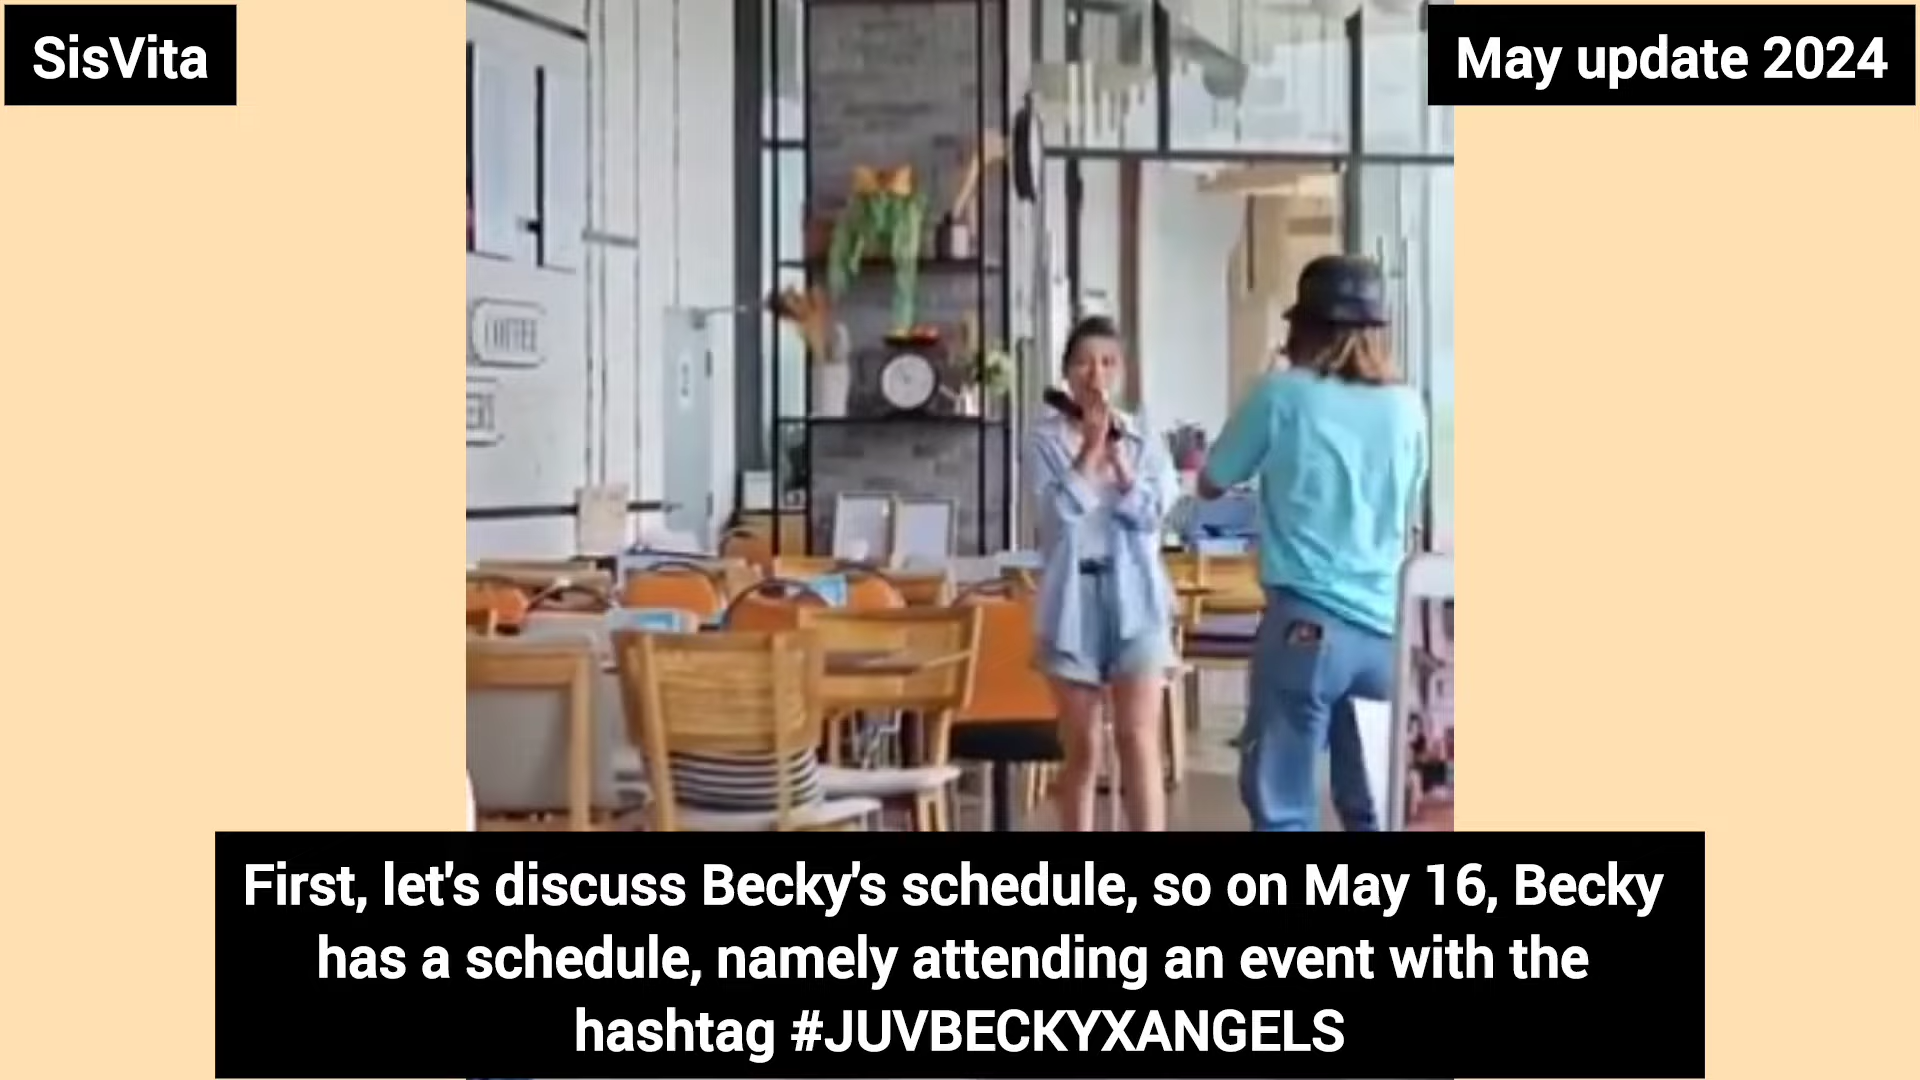 SisVita
May update 2024
COFFEE
First, let's discuss Becky's schedule, so on May 16, Becky
has a schedule, namely attending an event with the
hashtag #JUVBECKYXANGELS